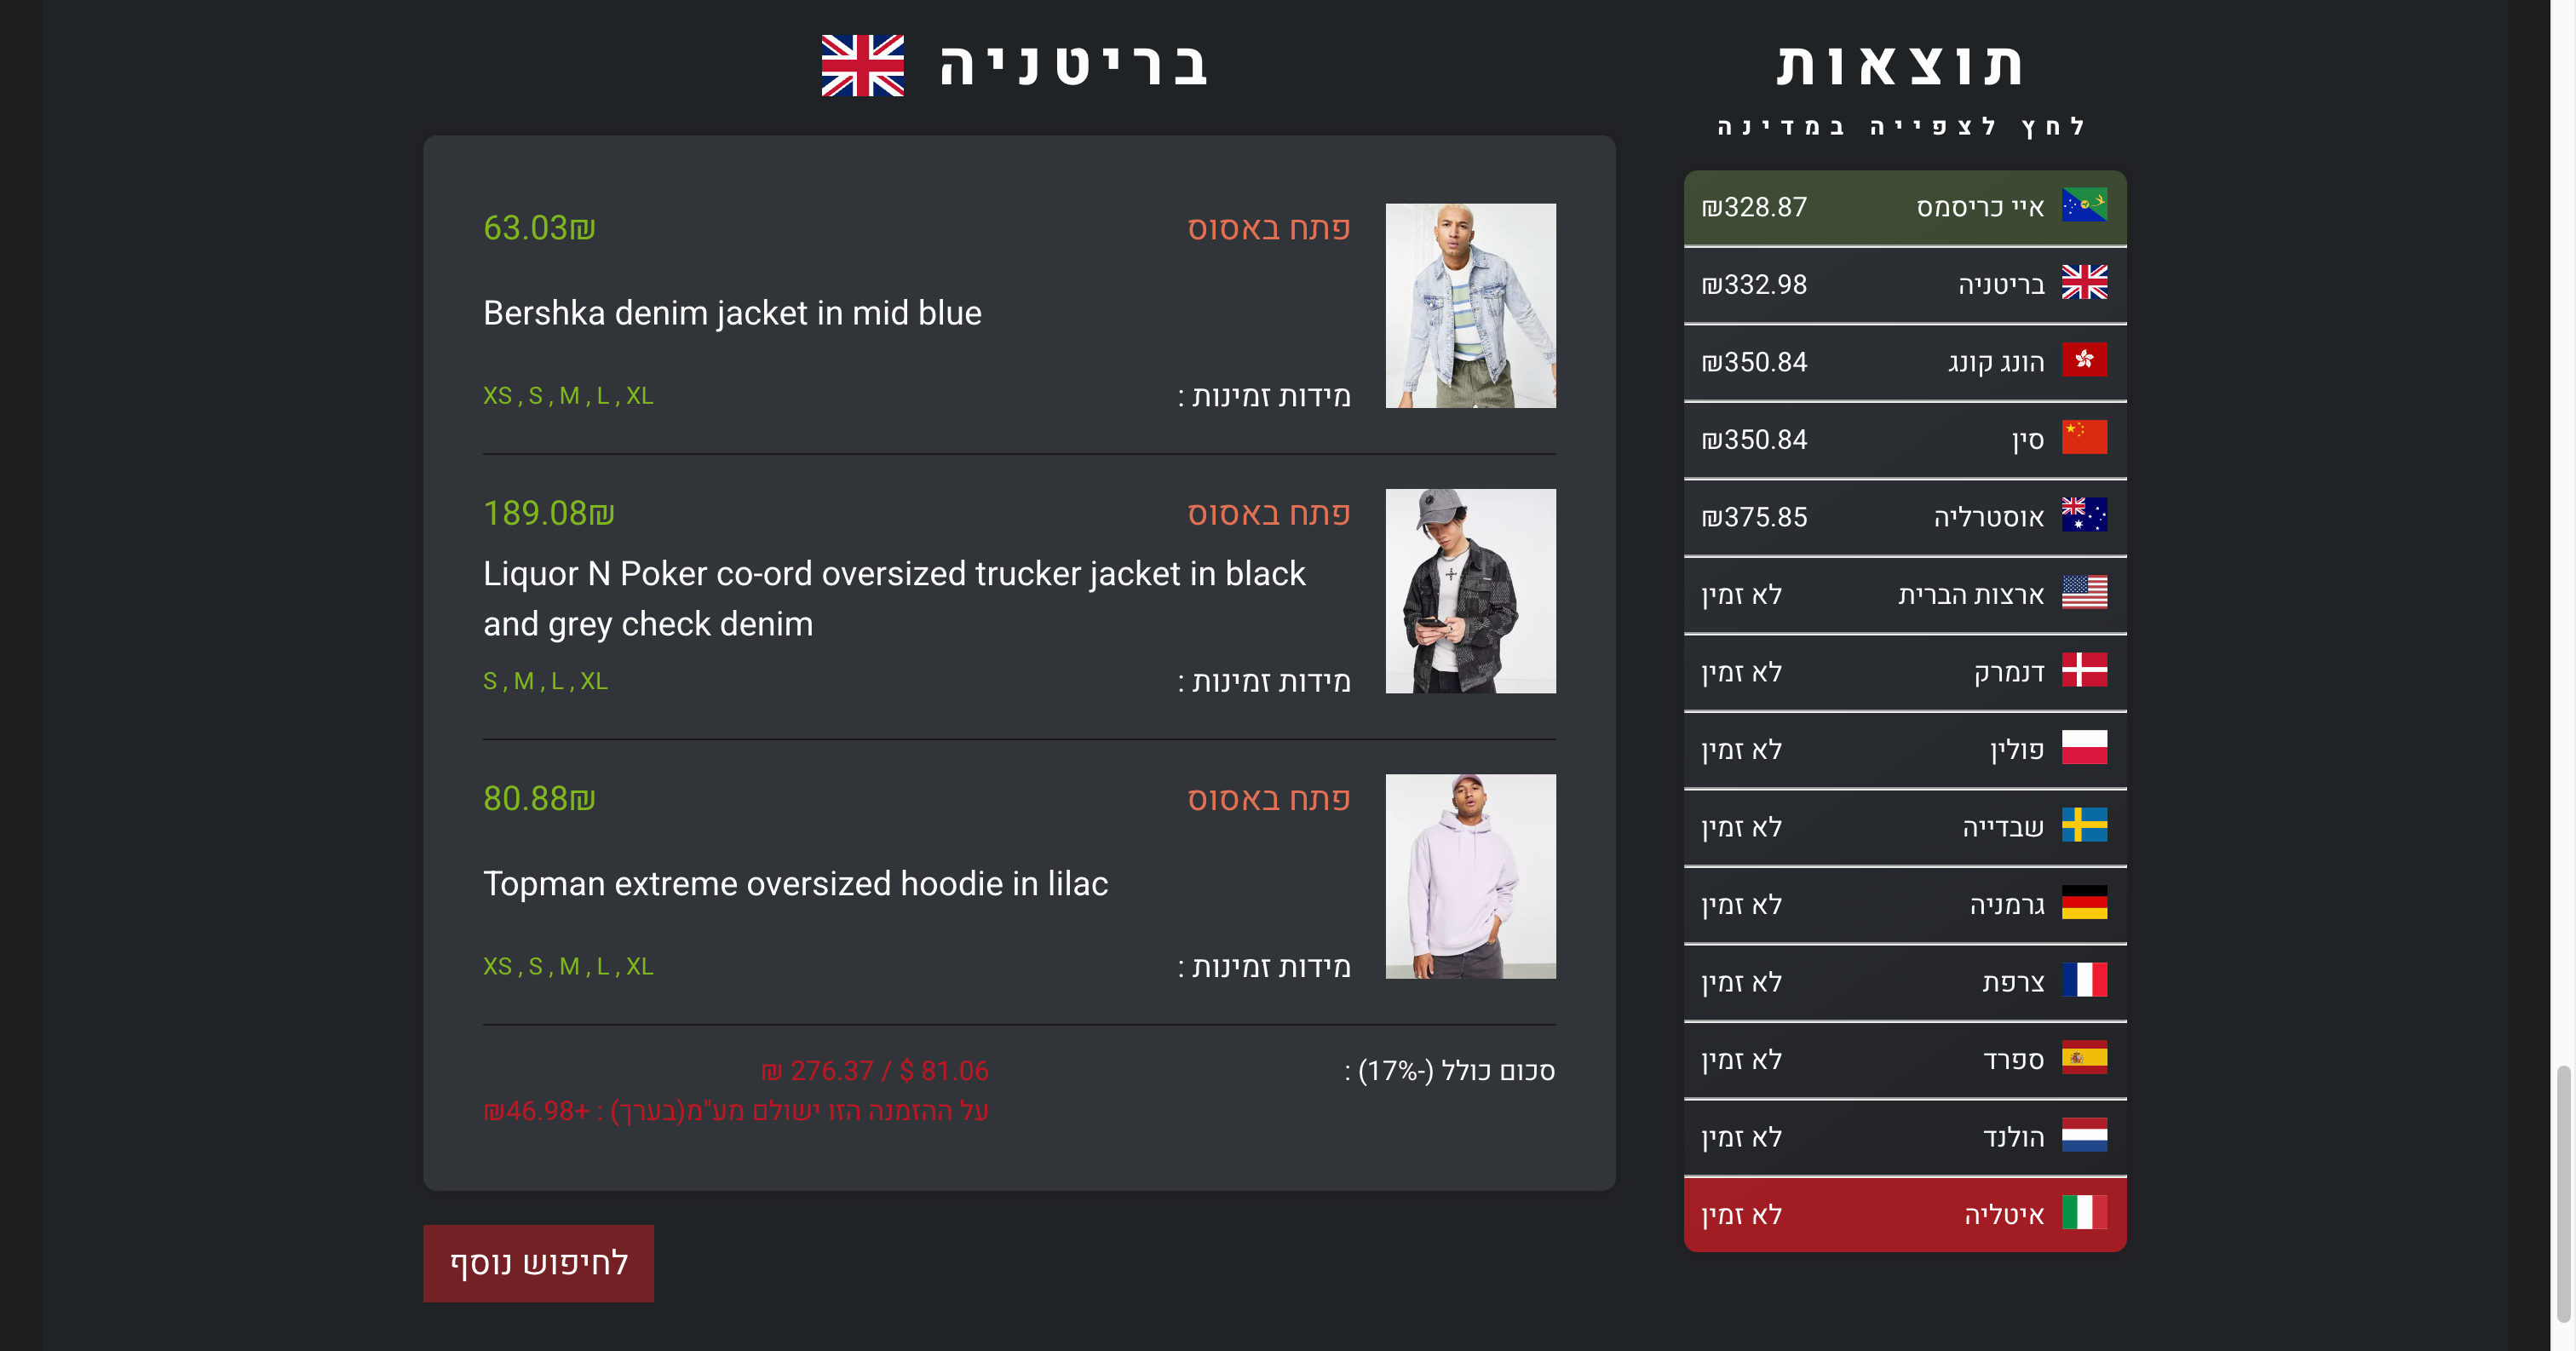 תוצאות
לחץ לצפייה במדינה
איי כריסמס ₪328.87
בריטניה ₪332.98
הונג קונג ₪350.84
סין ₪350.84
אוסטרליה ₪375.85
ארצות הברית לא זמין
דנמרק לא זמין
פולין לא זמין
שבדייה לא זמין
גרמניה לא זמין
צרפת לא זמין
ספרד לא זמין
הולנד לא זמין
איטליה לא זמין
בריטניה
פתח באסוס 63.03₪
Bershka denim jacket in mid blue
מידות זמינות : XS , S , M , L , XL
פתח באסוס 189.08₪
Liquor N Poker co-ord oversized trucker jacket in black
and grey check denim
מידות זמינות : S , M , L , XL
פתח באסוס 80.88₪
Topman extreme oversized hoodie in lilac
מידות זמינות : XS , S , M , L , XL
סכום כולל (-17%) : 81.06 $ / 276.37 ₪
על ההזמנה הזו ישולם מע"מ(בערך) : +46.98₪
לחיפוש נוסף